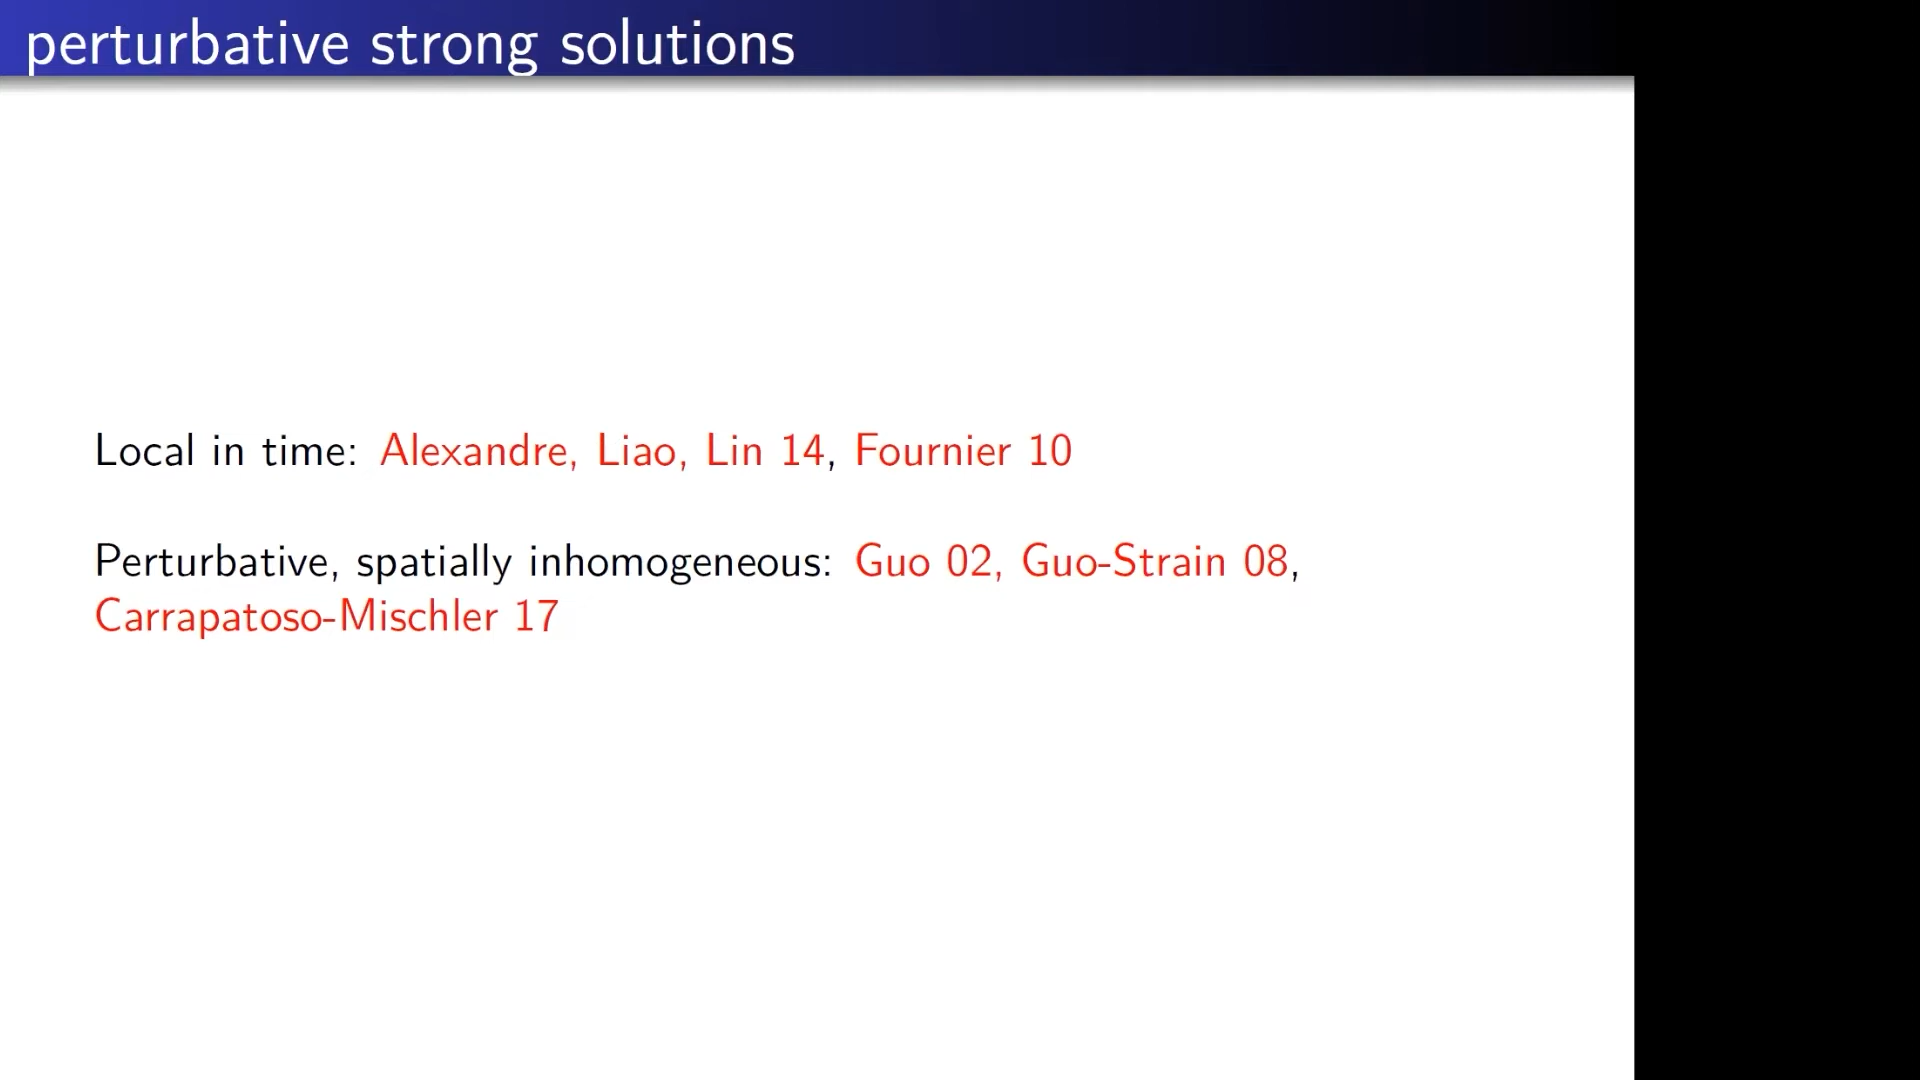 perturbative strong solutions
Local in time: Alexandre, Liao, Lin 14, Fournier 10
Perturbative, spatially inhomogeneous: Guo 02, Guo-Strain 08,
Carrapatoso-Mischler 17